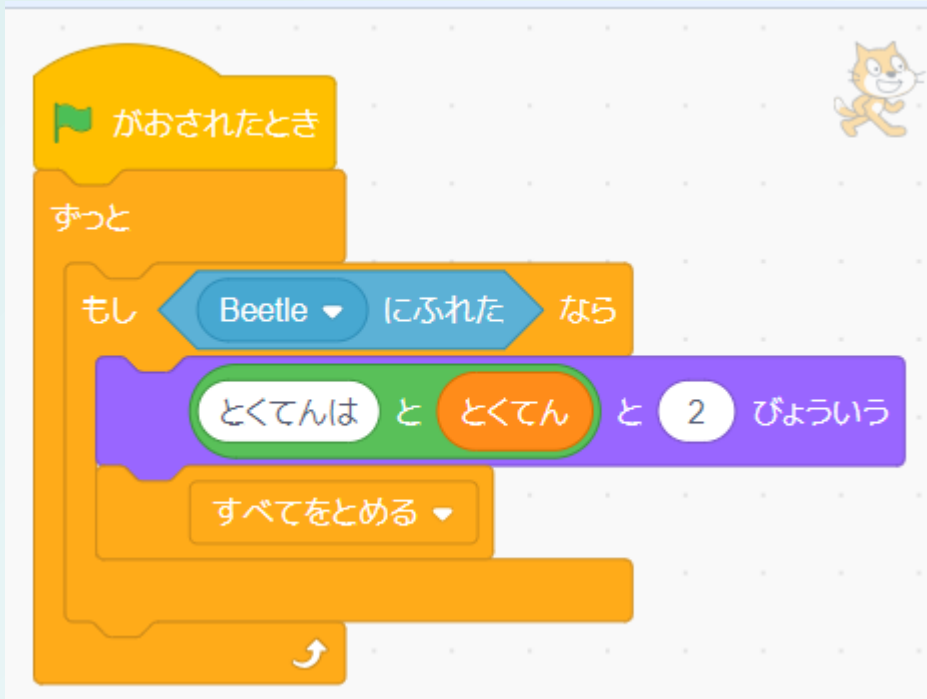 がおされたとき
ずっと
もし Beetle にふれた なら
とくてんは と とくてん と 2 びょういう
すべてをとめる